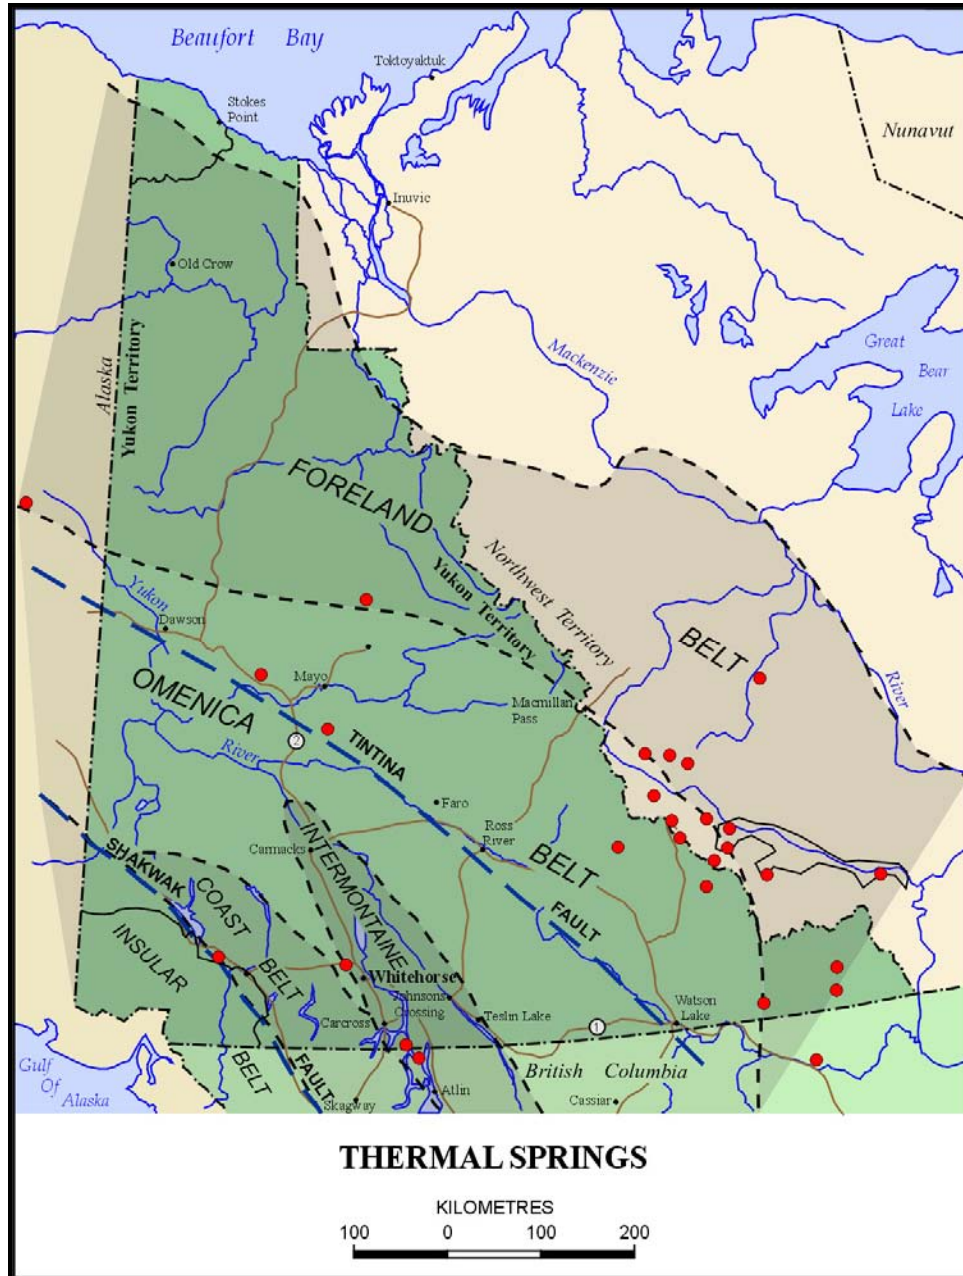 Beaufort Bay
Toktoyaktuk
Stokes
Point
Nunavut
Inuvic
Old Crow
Great
Bear
Lake
Mackenzie
Alaska
Yukon Territory
FORELAND
Northwest Territory
Yukon Territory
BELT
River
Yukon
Dawson
Mayo
OMENICA
Macmillan
Pass
2
TINTINA
River
Faro
Ross
River
Carmacks
INTERMONTAINE
BELT
SHAKWAK
COAST
BELT
FAULT
INSULAR
BELT
Whitehorse
Johnsons
Crossing
Carcross
Teslin Lake
1
Watson
Lake
FAULT
British Columbia
Gulf
Of
Alaska
Skagway
Atlin
Cassiar
THERMAL SPRINGS
KILOMETRES
100 0 100 200